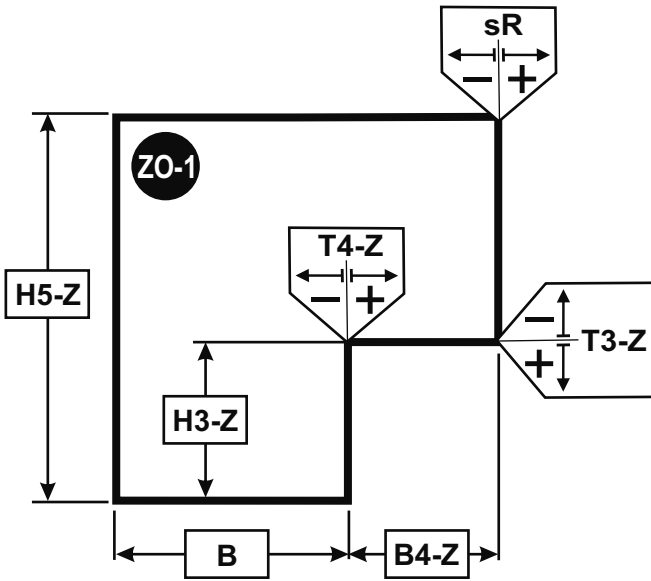 sR
− +
ZO-1
T4-Z
− +
H5-Z
−
T3-Z
+
H3-Z
B
B4-Z